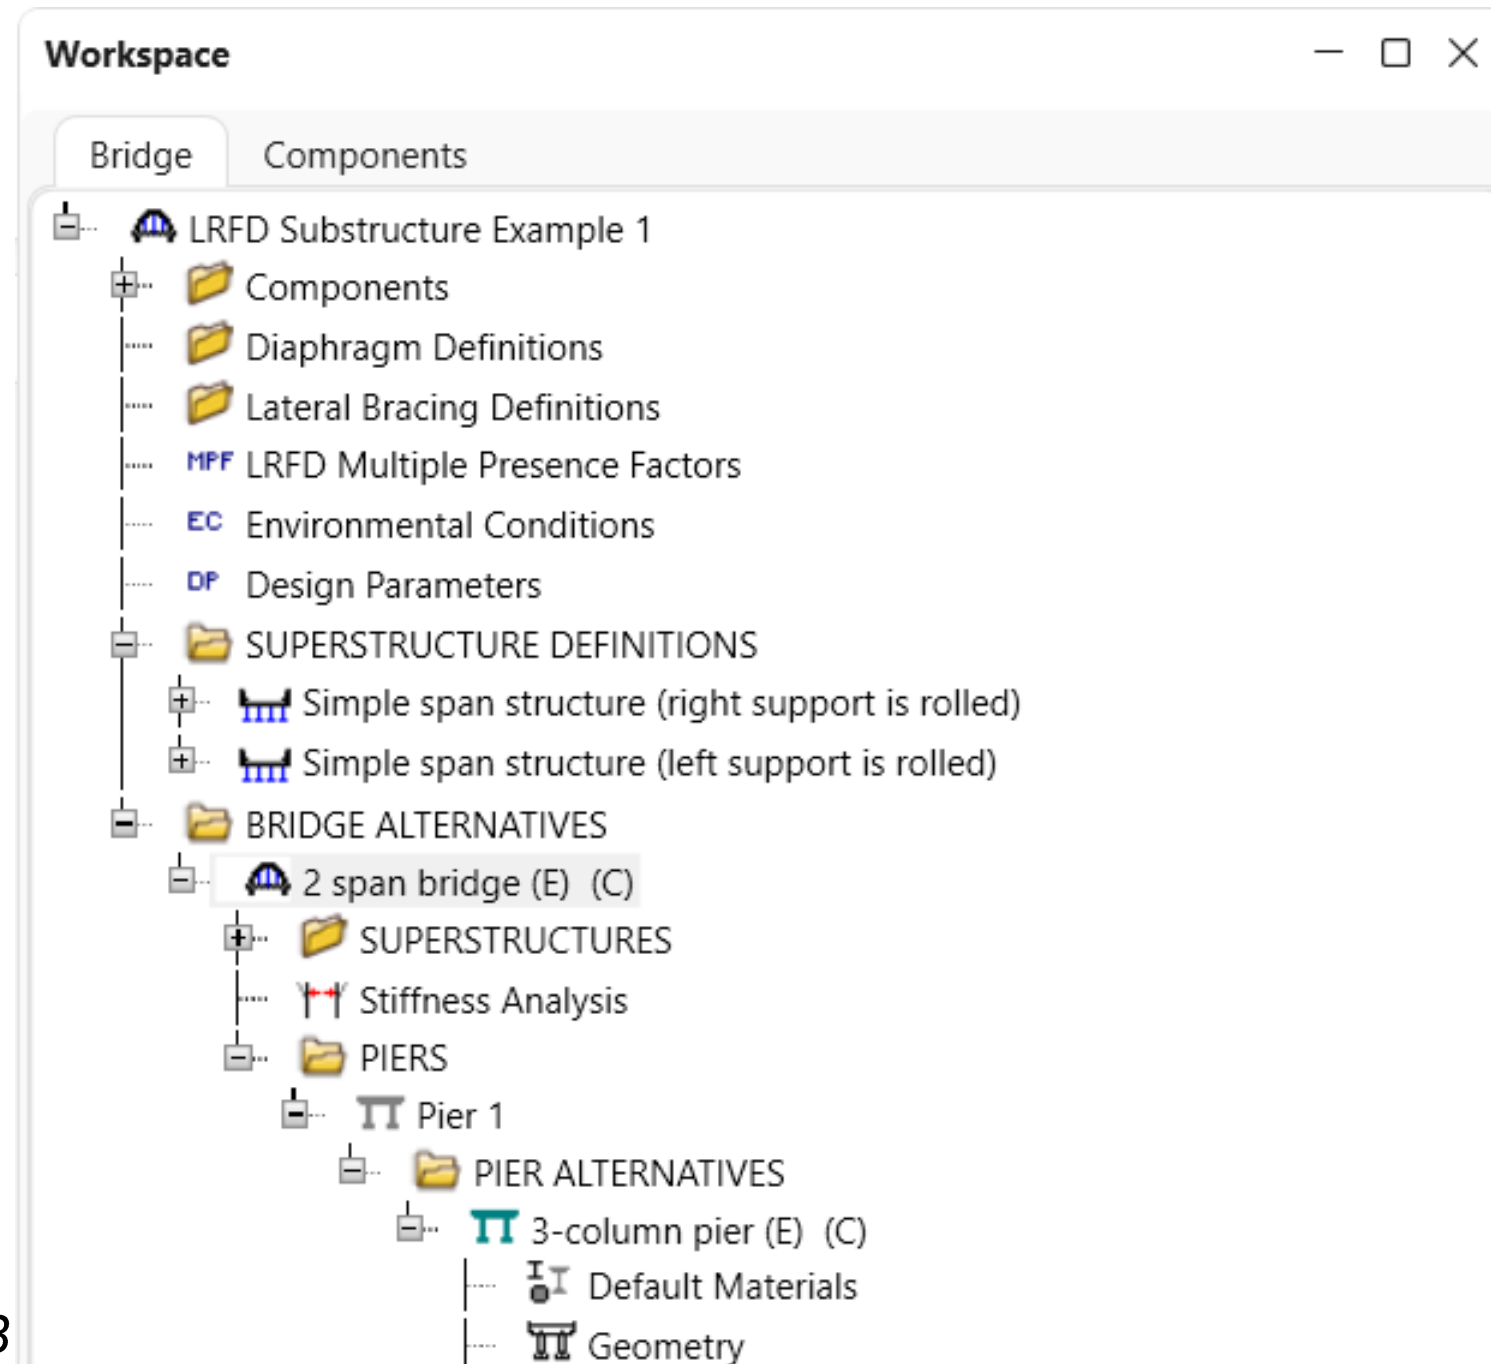 Workspace
Bridge Components
LRFD Substructure Example 1
Components
Diaphragm Definitions
Lateral Bracing Definitions
MPF LRFD Multiple Presence Factors
EC Environmental Conditions
DP Design Parameters
SUPERSTRUCTURE DEFINITIONS
Simple span structure (right support is rolled)
Simple span structure (left support is rolled)
BRIDGE ALTERNATIVES
2 span bridge (E) (C)
SUPERSTRUCTURES
Stiffness Analysis
PIERS
Pier 1
PIER ALTERNATIVES
3-column pier (E) (C)
Default Materials
3 Geometry